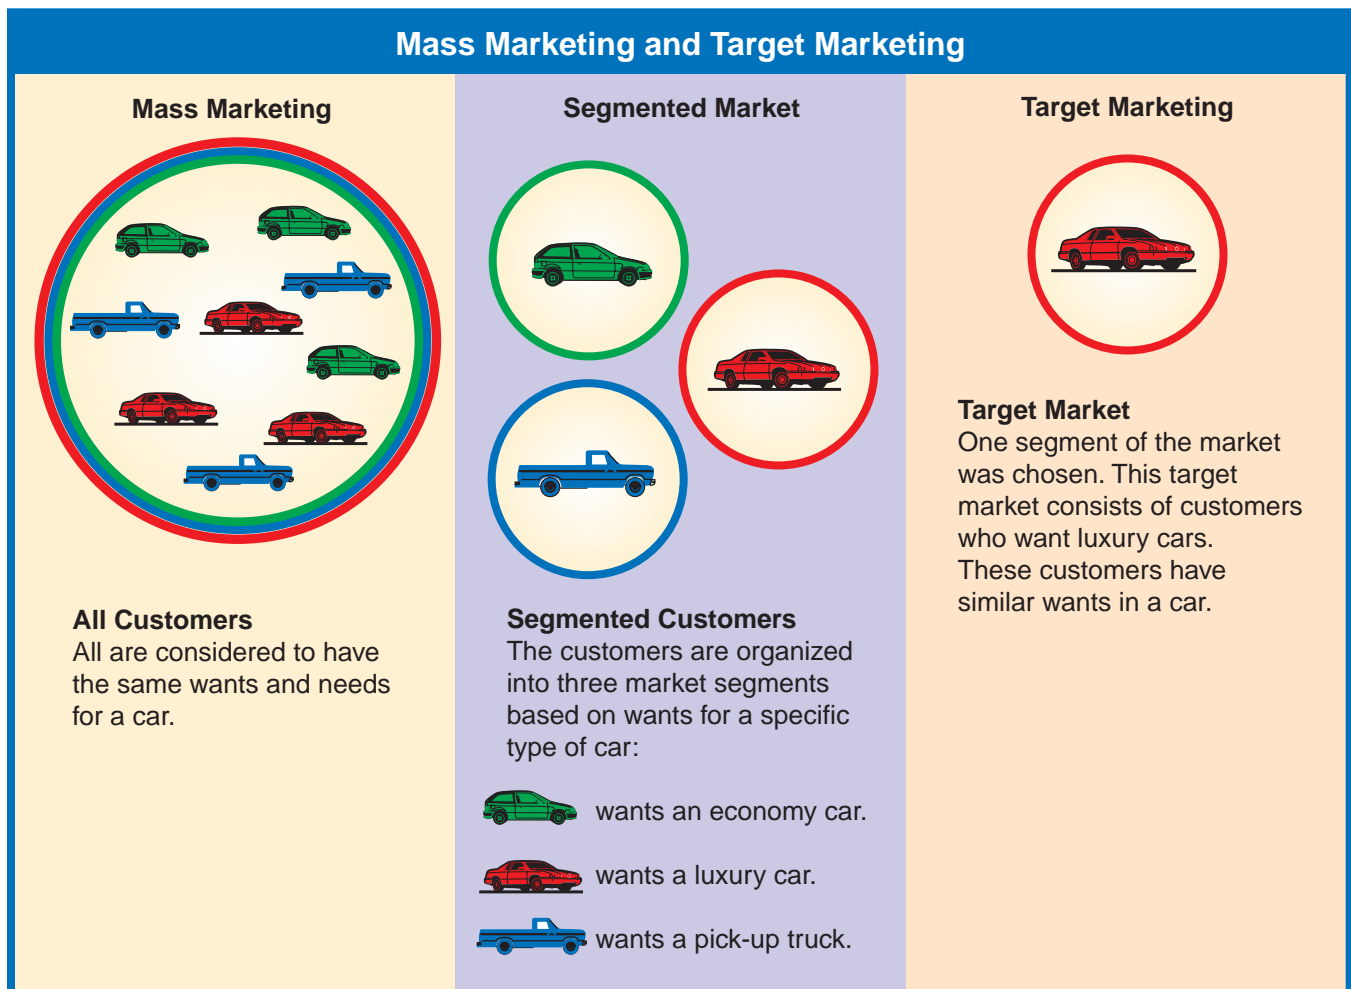 Mass Marketing and Target Marketing
Mass Marketing
All Customers
All are considered to have
the same wants and needs
for a car.
Segmented Market
Segmented Customers
The customers are organized
into three market segments
based on wants for a specific
type of car:
wants an economy car.
wants a luxury car.
wants a pick-up truck.
Target Marketing
Target Market
One segment of the market
was chosen. This target
market consists of customers
who want luxury cars.
These customers have
similar wants in a car.